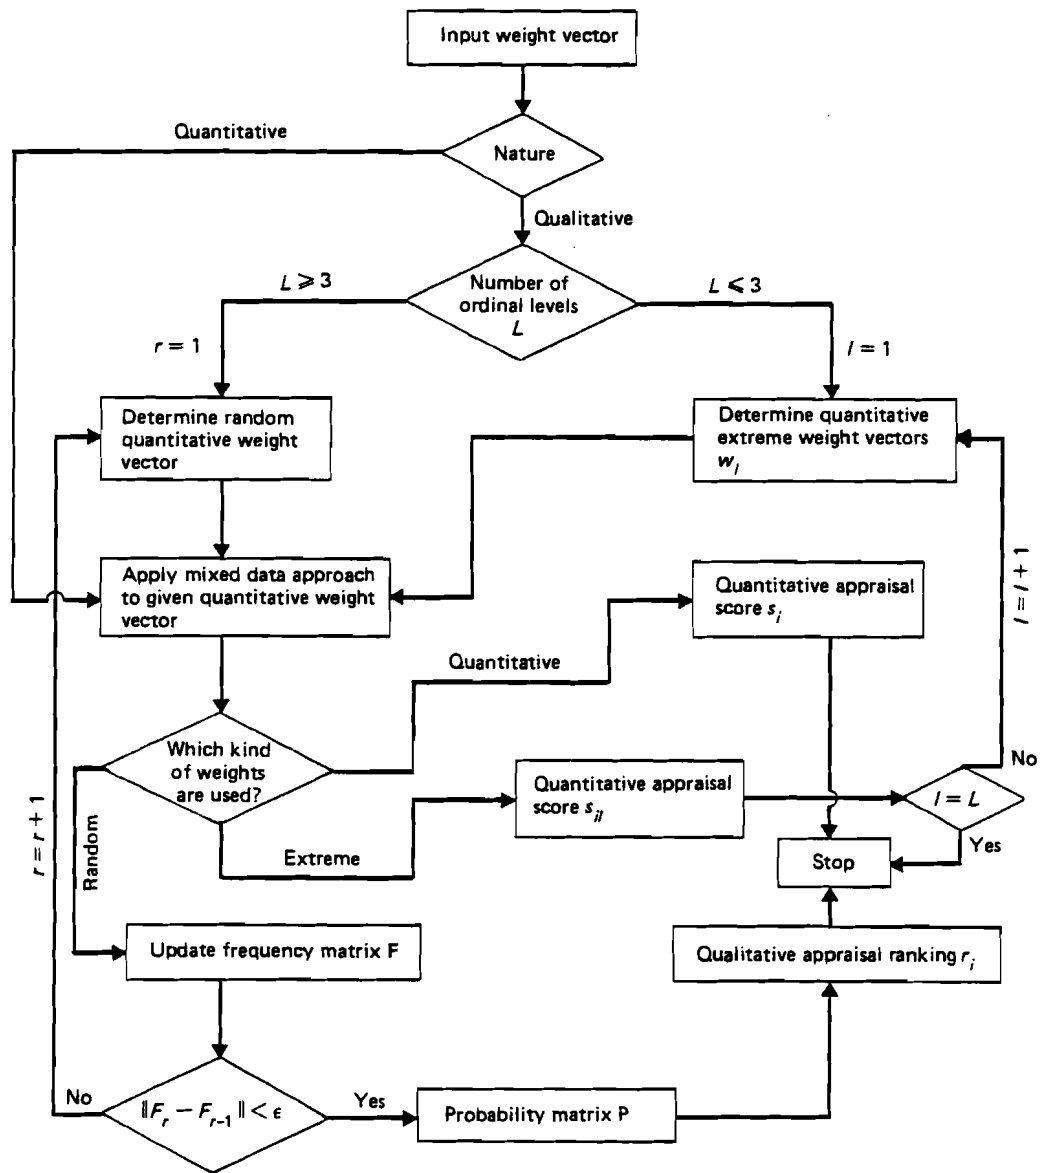 Input weight vector
Quantitative
Nature
Qualitative
Number of
ordinal levels
L
L ⩾ 3
L ⩽ 3
r = 1
l = 1
Determine random
quantitative weight
vector
Determine quantitative
extreme weight vectors
w_l
Apply mixed data approach
to given quantitative weight
vector
Quantitative appraisal
score s_i
l = l + 1
Quantitative
Which kind
of weights
are used?
Quantitative appraisal
score s_il
l = L
No
Yes
r = r + 1
Random
Extreme
Stop
Update frequency matrix F
Qualitative appraisal ranking r_i
No
‖F_r − F_r-1‖ < ϵ
Yes
Probability matrix P